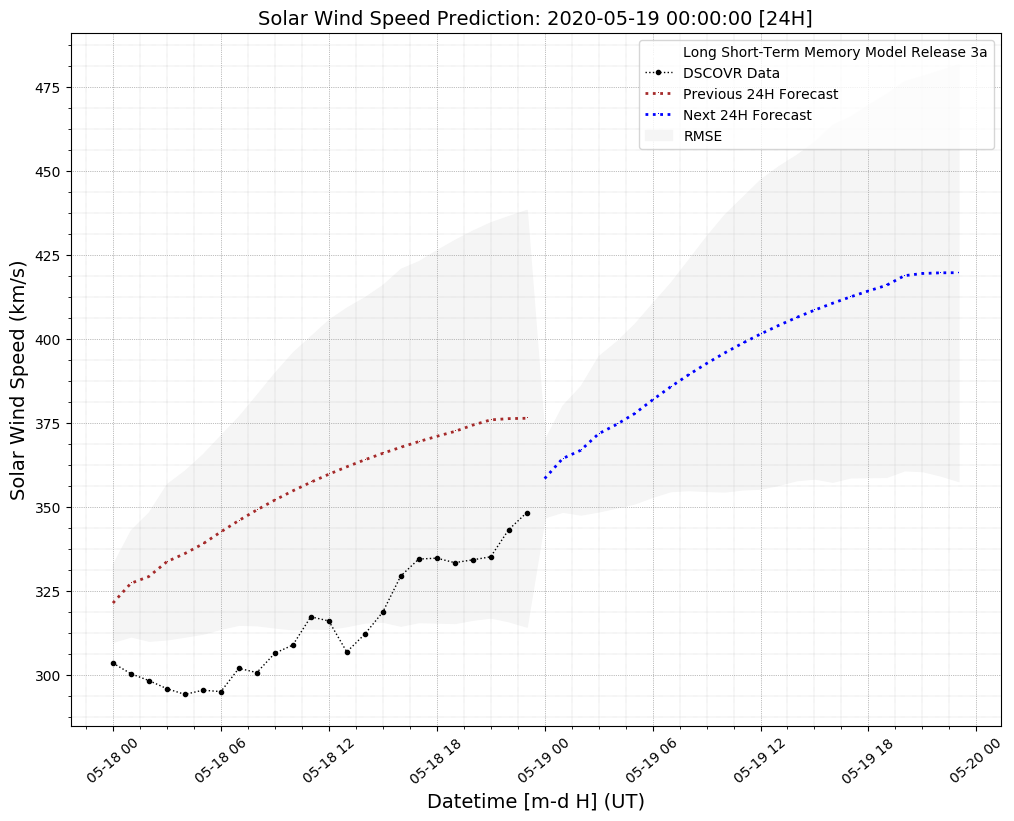 Solar Wind Speed Prediction: 2020-05-19 00:00:00 [24H]
Long Short-Term Memory Model Release 3a
DSCOVR Data
Previous 24H Forecast
Next 24H Forecast
RMSE
Solar Wind Speed (km/s)
475
450
425
400
375
350
325
300
05-18 00
05-18 06
05-18 12
05-18 18
05-19 00
05-19 06
05-19 12
05-19 18
05-20 00
Datetime [m-d H] (UT)